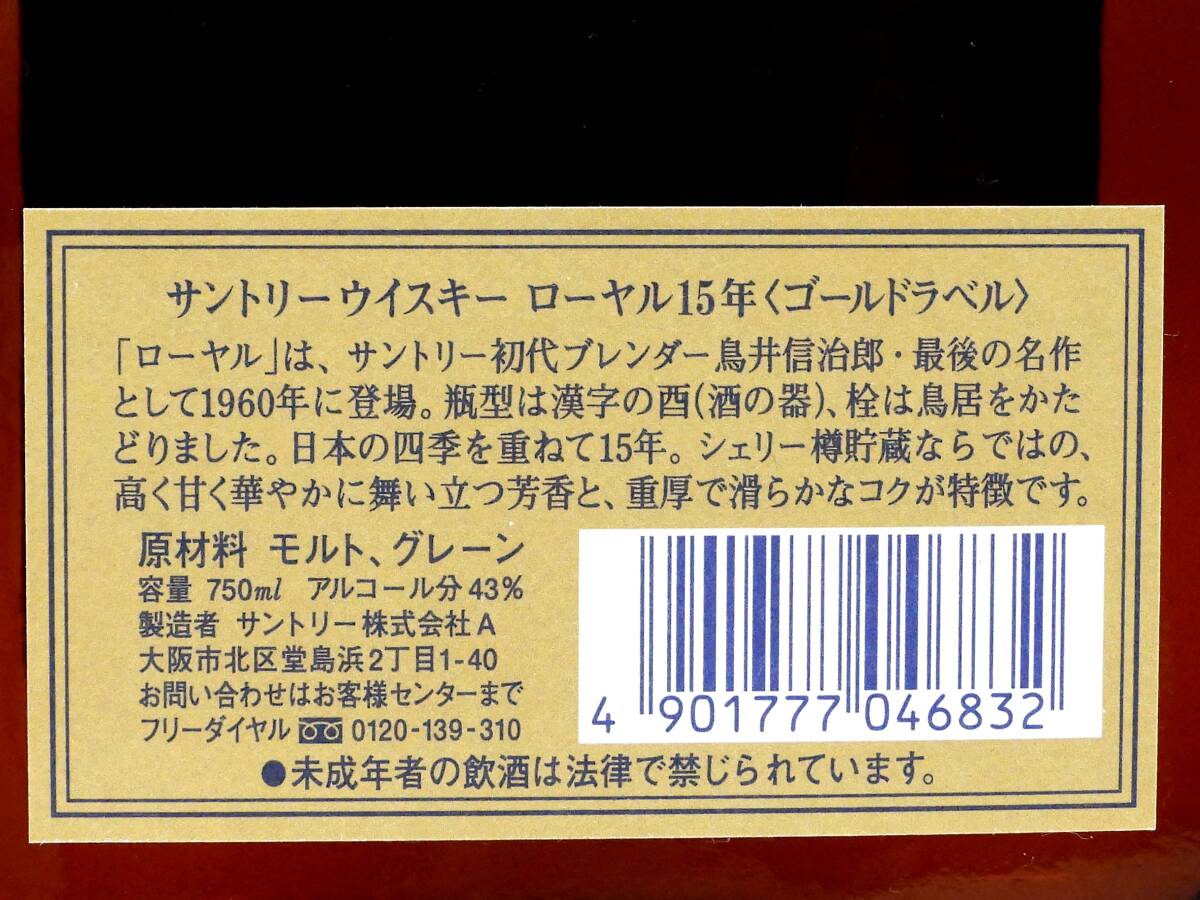 サントリーウイスキー ローヤル15年〈ゴールドラベル〉
「ローヤル」は、サントリー初代ブレンダー鳥井信治郎・最後の名作
として1960年に登場。瓶型は漢字の酉(酒の器)、栓は鳥居をかた
どりました。日本の四季を重ねて15年。シェリー樽貯蔵ならではの、
高く甘く華やかに舞い立つ芳香と、重厚で滑らかなコクが特徴です。
原材料 モルト、グレーン
容量 750ml アルコール分43%
製造者 サントリー株式会社A
大阪市北区堂島浜2丁目1-40
お問い合わせはお客様センターまで
フリーダイヤル 0120-139-310
4 901777 046832
●未成年者の飲酒は法律で禁じられています。